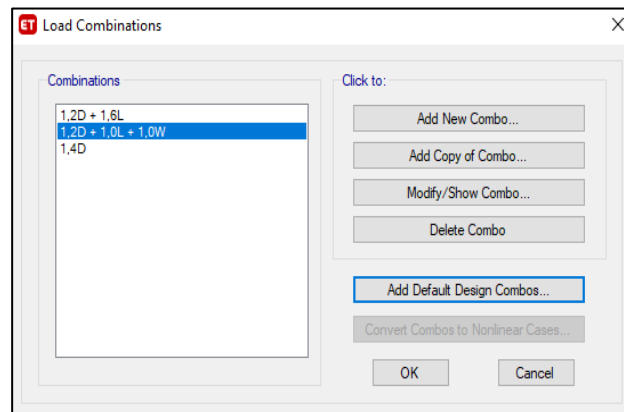 ET Load Combinations
Combinations
1,2D + 1,6L
1,2D + 1,0L + 1,0W
1,4D
Click to:
Add New Combo...
Add Copy of Combo...
Modify/Show Combo...
Delete Combo
Add Default Design Combos...
Convert Combos to Nonlinear Cases...
OK
Cancel